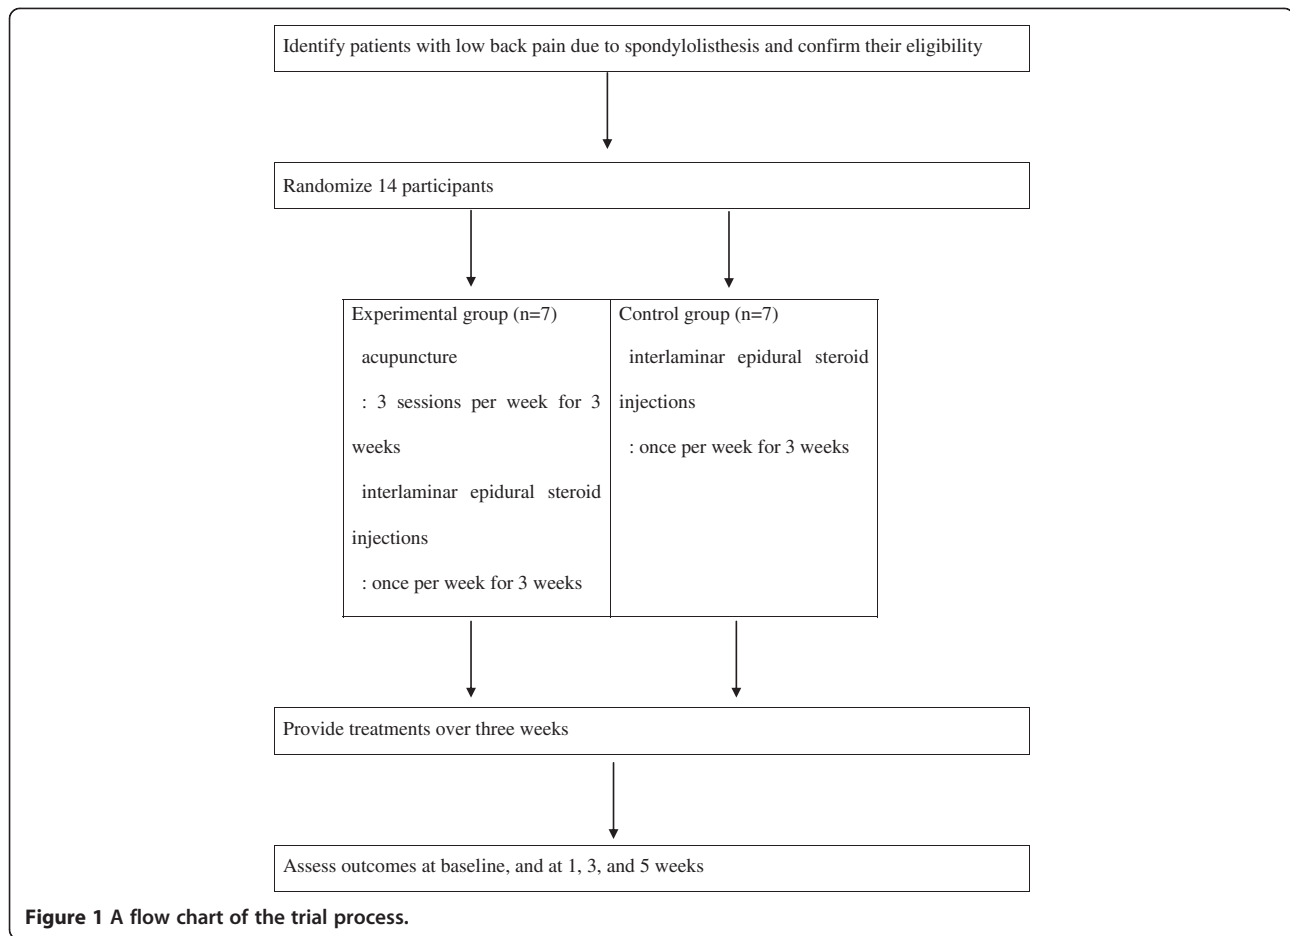 Identify patients with low back pain due to spondylolisthesis and confirm their eligibility
Randomize 14 participants
Experimental group (n=7)
acupuncture
: 3 sessions per week for 3
weeks
interlaminar epidural steroid
injections
: once per week for 3 weeks
Control group (n=7)
interlaminar epidural steroid
injections
: once per week for 3 weeks
Provide treatments over three weeks
Assess outcomes at baseline, and at 1, 3, and 5 weeks
Figure 1 A flow chart of the trial process.